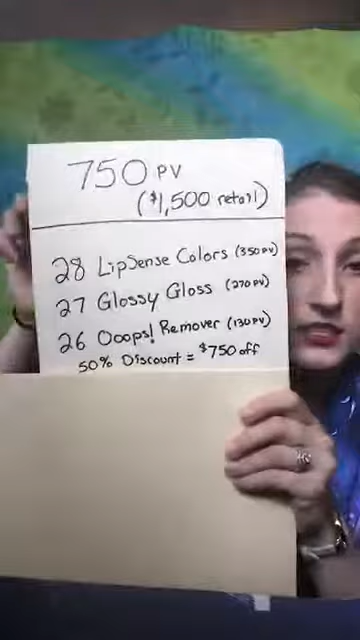 750 PV
($1,500 retail)
28 LipSense Colors (350 PV)
27 Glossy Gloss (270 PV)
26 Ooops! Remover (130 PV)
50% Discount = $750 off